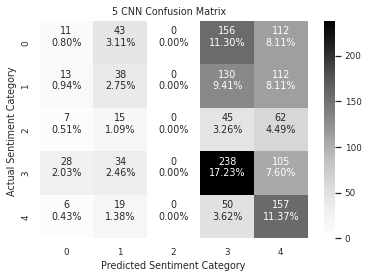 5 CNN Confusion Matrix
Actual Sentiment Category
0
11 43 0 156 112
0.80% 3.11% 0.00% 11.30% 8.11%
1
13 38 0 130 112
0.94% 2.75% 0.00% 9.41% 8.11%
2
7 15 0 45 62
0.51% 1.09% 0.00% 3.26% 4.49%
3
28 34 0 238 105
2.03% 2.46% 0.00% 17.23% 7.60%
4
6 19 0 50 157
0.43% 1.38% 0.00% 3.62% 11.37%
0 1 2 3 4
Predicted Sentiment Category
200
150
100
50
0